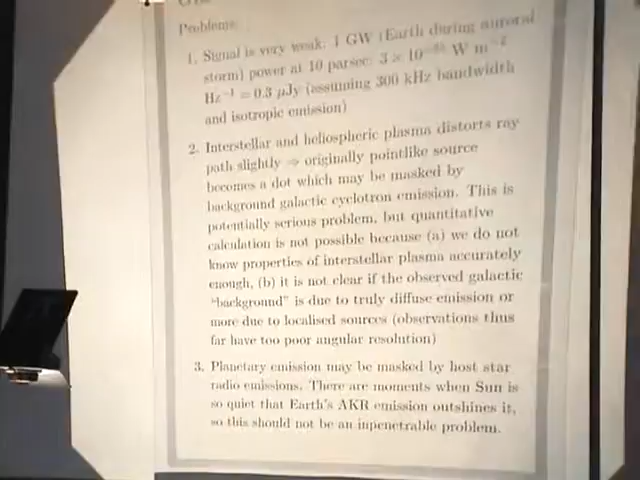 Problems:
1. Signal is very weak: 1 GW (Earth during auroral
storm) power at 10 parsec: 3 × 10 W m⁻²
Hz⁻¹ = 0.3 μJy (assuming 300 kHz bandwidth
and isotropic emission)
2. Interstellar and heliospheric plasma distorts ray
path slightly ⇒ originally pointlike source
becomes a dot which may be masked by
background galactic cyclotron emission. This is
potentially serious problem, but quantitative
calculation is not possible because (a) we do not
know properties of interstellar plasma accurately
enough, (b) it is not clear if the observed galactic
"background" is due to truly diffuse emission or
more due to localised sources (observations thus
far have too poor angular resolution)
3. Planetary emission may be masked by host star
radio emissions. There are moments when Sun is
so quiet that Earth's AKR emission outshines it,
so this should not be an inpenetrable problem.